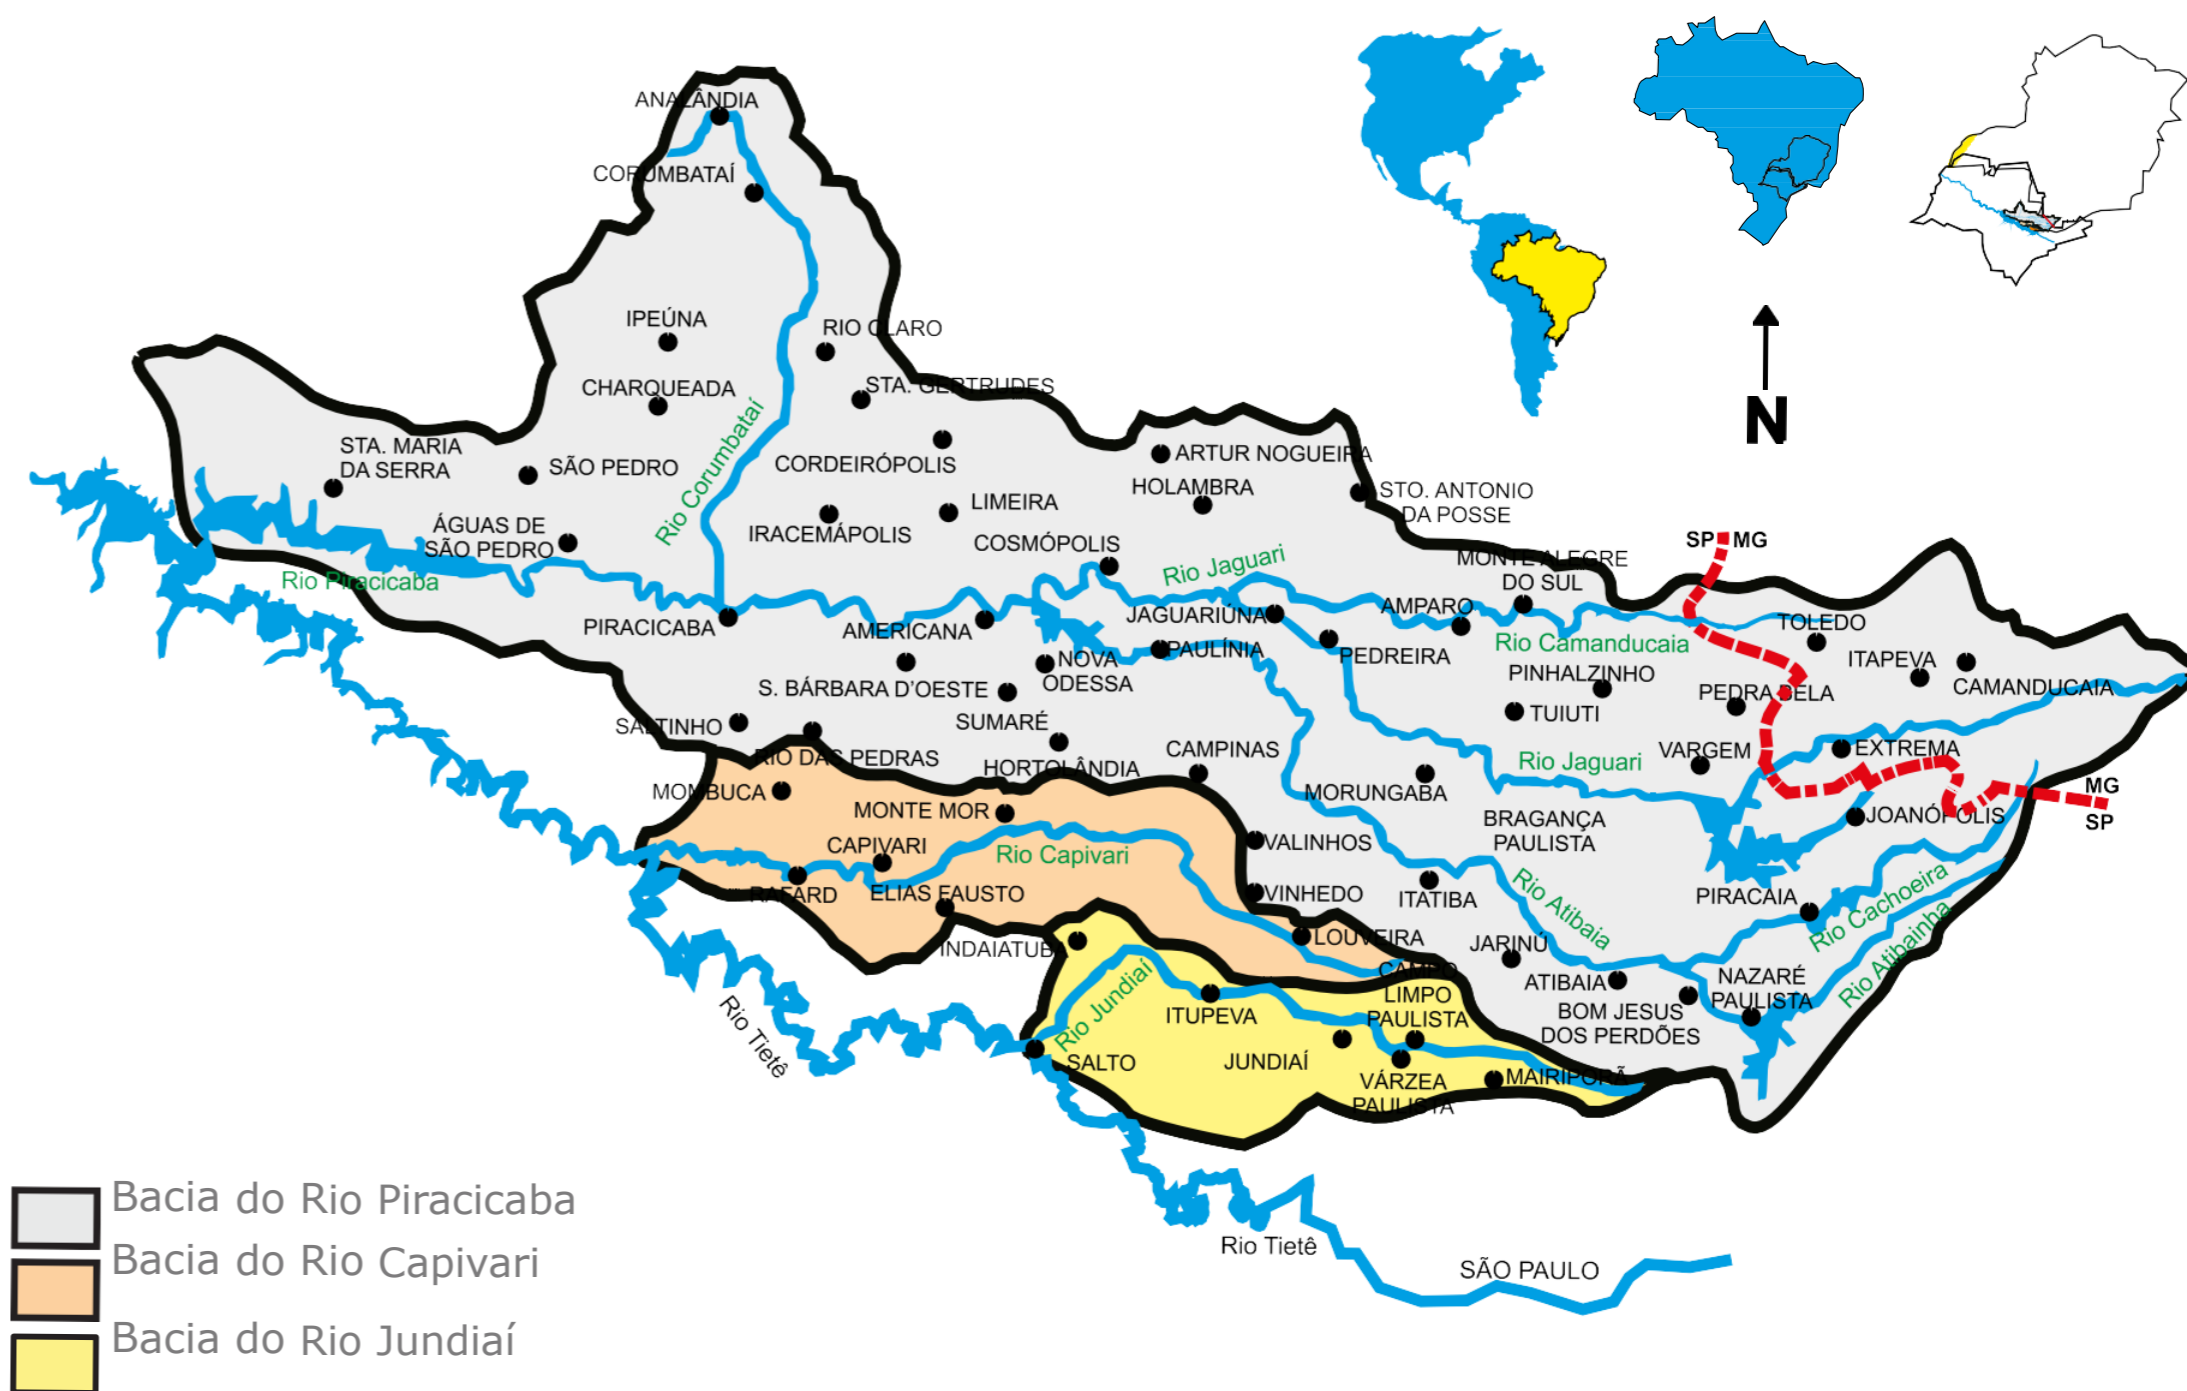 ANALÂNDIA
CORUMBATAÍ
IPEÚNA
RIO CLARO
CHARQUEADA
STA. GERTRUDES
N
STA. MARIA
DA SERRA
SÃO PEDRO
Rio Corumbataí
CORDEIRÓPOLIS
ARTUR NOGUEIRA
HOLAMBRA
STO. ANTONIO
DA POSSE
LIMEIRA
IRACEMÁPOLIS
ÁGUAS DE
SÃO PEDRO
COSMÓPOLIS
SP MG
Rio Piracicaba
Rio Jaguari
MONTE ALEGRE
DO SUL
PIRACICABA
AMERICANA
JAGUARIÚNA
AMPARO
TOLEDO
Rio Camanducaia
PAULÍNIA
PEDREIRA
NOVA
ODESSA
ITAPEVA
PINHALZINHO
S. BÁRBARA D'OESTE
PEDRA BELA
CAMANDUCAIA
TUIUTI
SALTINHO
SUMARÉ
RIO DAS PEDRAS
CAMPINAS
VARGEM
EXTREMA
HORTOLÂNDIA
Rio Jaguari
MOMBUCA
MORUNGABA
MG
SP
MONTE MOR
BRAGANÇA
PAULISTA
JOANÓPOLIS
CAPIVARI
Rio Capivari
VALINHOS
RAFARD
ELIAS FAUSTO
VINHEDO
ITATIBA
Rio Atibaia
PIRACAIA
Rio Cachoeira
Rio Atibainha
INDAIATUBA
LOUVEIRA
JARINÚ
CAMPO
LIMPO
PAULISTA
ATIBAIA
NAZARÉ
PAULISTA
Rio Jundiaí
ITUPEVA
BOM JESUS
DOS PERDÕES
Rio Tietê
SALTO
JUNDIAÍ
VÁRZEA
PAULISTA
MAIRIPORÃ
Bacia do Rio Piracicaba
Rio Tietê
SÃO PAULO
Bacia do Rio Capivari
Bacia do Rio Jundiaí